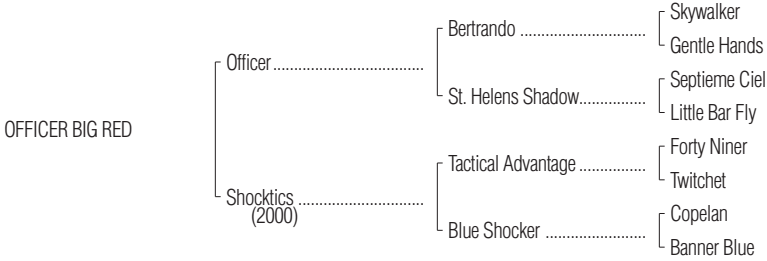 Skywalker
Bertrando ..............................
Gentle Hands
Officer ....................................
Septieme Ciel
St. Helens Shadow................
Little Bar Fly
OFFICER BIG RED
Forty Niner
Tactical Advantage ................
Twitchet
Shocktics ..............................
(2000)
Copelan
Blue Shocker ........................
Banner Blue